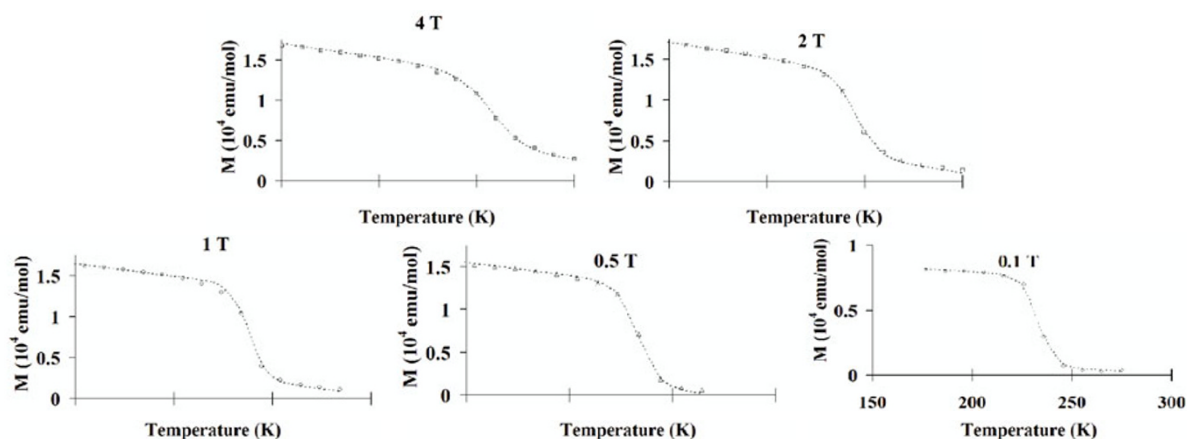 4 T
M (10⁴ emu/mol)
1.5
1
0.5
0
Temperature (K)
2 T
M (10⁴ emu/mol)
1.5
1
0.5
0
Temperature (K)
1 T
M (10⁴ emu/mol)
1.5
1
0.5
0
Temperature (K)
0.5 T
M (10⁴ emu/mol)
1.5
1
0.5
0
Temperature (K)
0.1 T
M (10⁴ emu/mol)
1
0.5
0
150 200 250 300
Temperature (K)